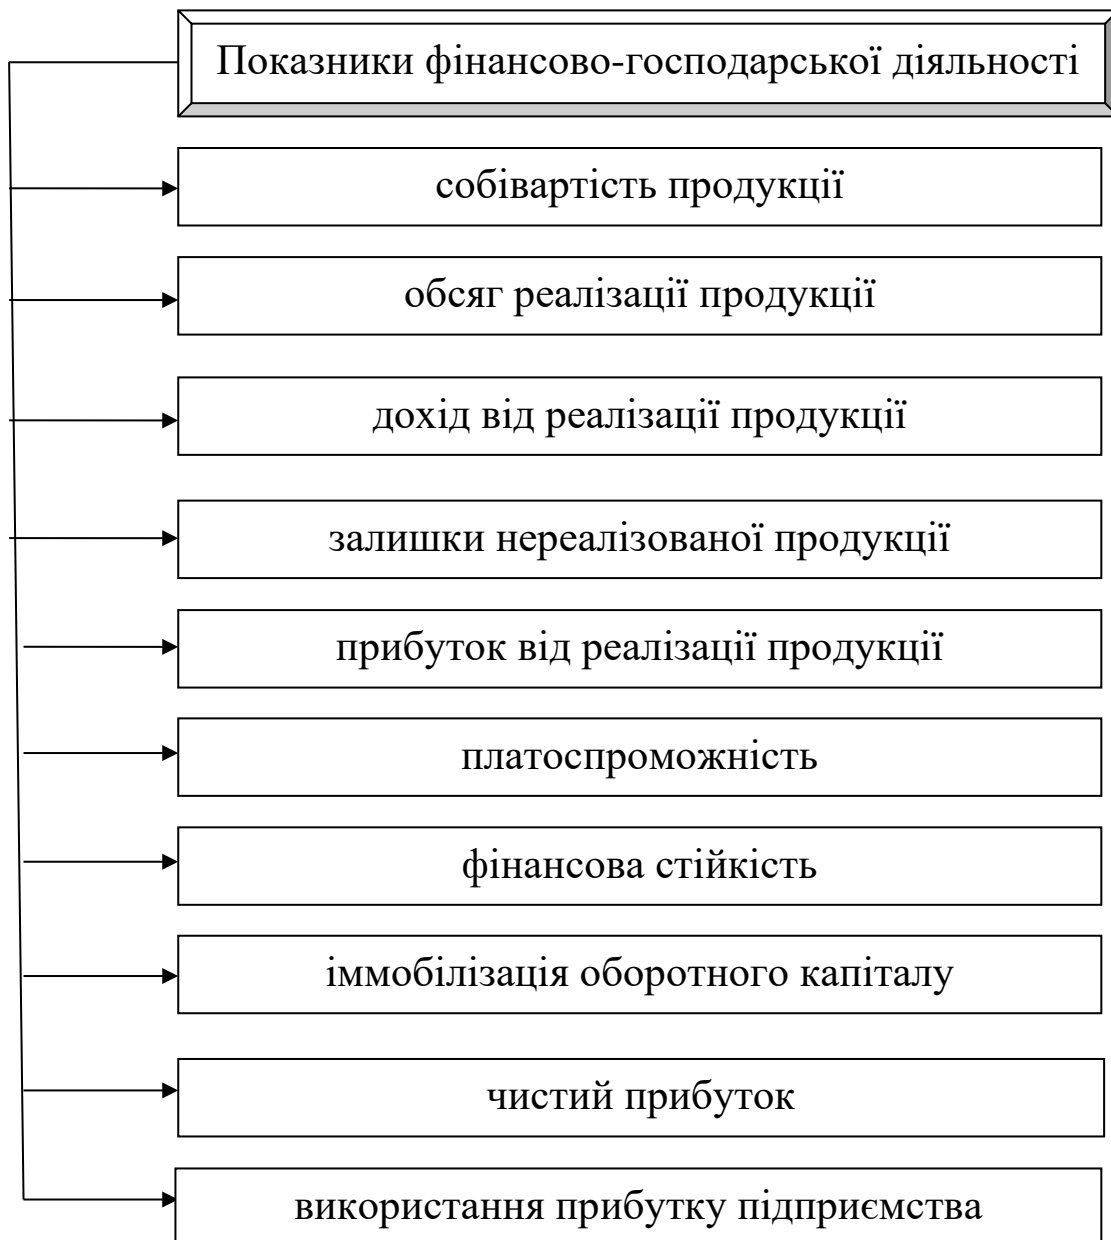 Показники фінансово-господарської діяльності
собівартість продукції
обсяг реалізації продукції
дохід від реалізації продукції
залишки нереалізованої продукції
прибуток від реалізації продукції
платоспроможність
фінансова стійкість
іммобілізація оборотного капіталу
чистий прибуток
використання прибутку підприємства